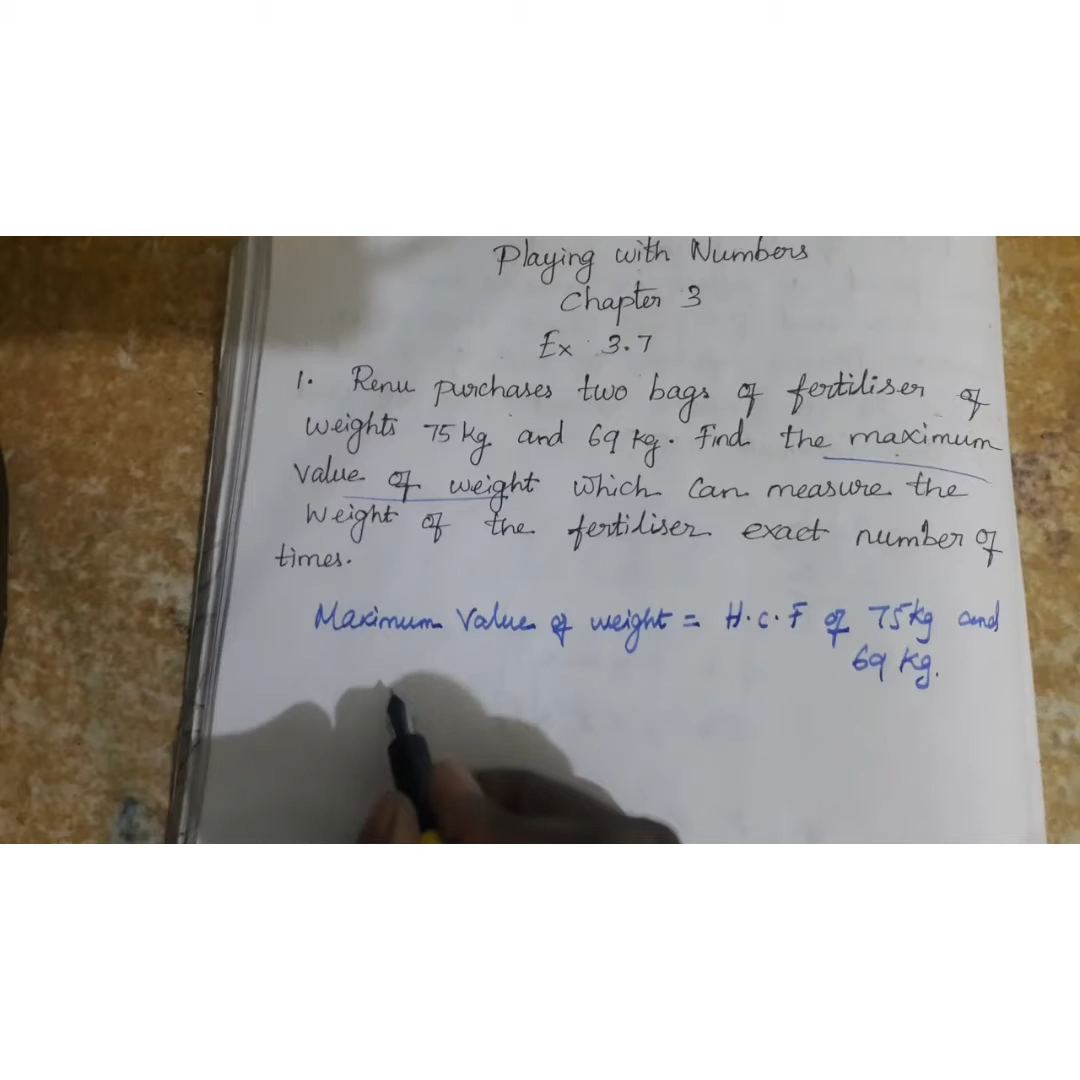 Playing with Numbers
Chapter 3
Ex 3.7
1. Renu purchases two bags of fertiliser of
weights 75 kg and 69 kg. Find the maximum
value of weight which can measure the
weight of the fertiliser exact number of
times.
Maximum Value of weight = H.C.F of 75kg and
69 kg.